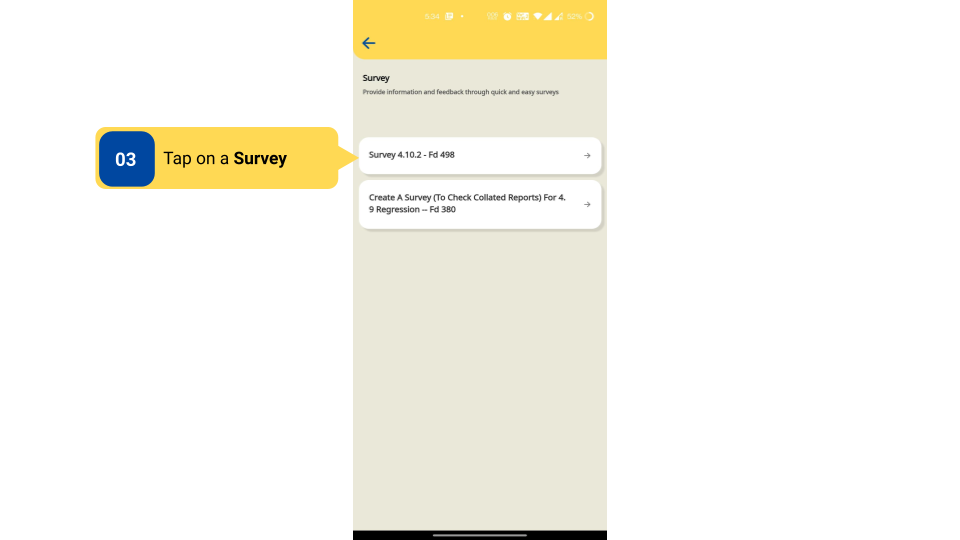 5:34
52%
Survey
Provide information and feedback through quick and easy surveys
03 Tap on a Survey
Survey 4.10.2 - Fd 498
Create A Survey (To Check Collated Reports) For 4.
9 Regression -- Fd 380